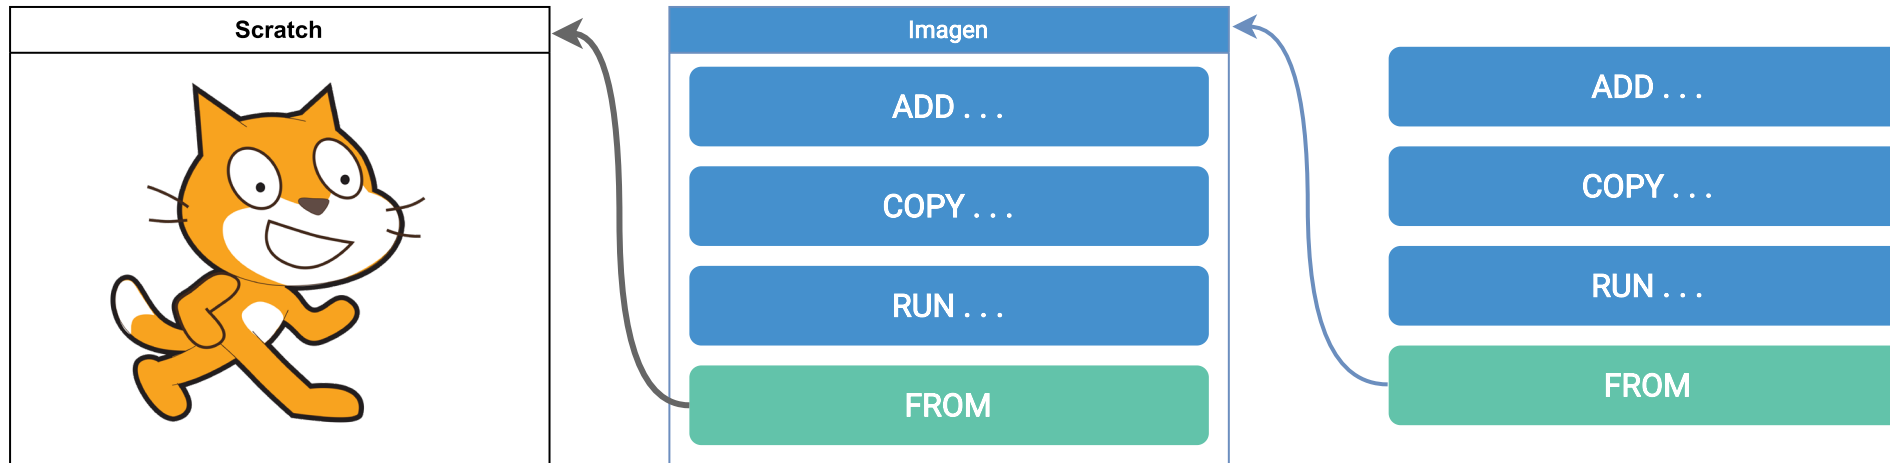 Scratch
Imagen
ADD . . .
COPY . . .
RUN . . .
FROM
ADD . . .
COPY . . .
RUN . . .
FROM